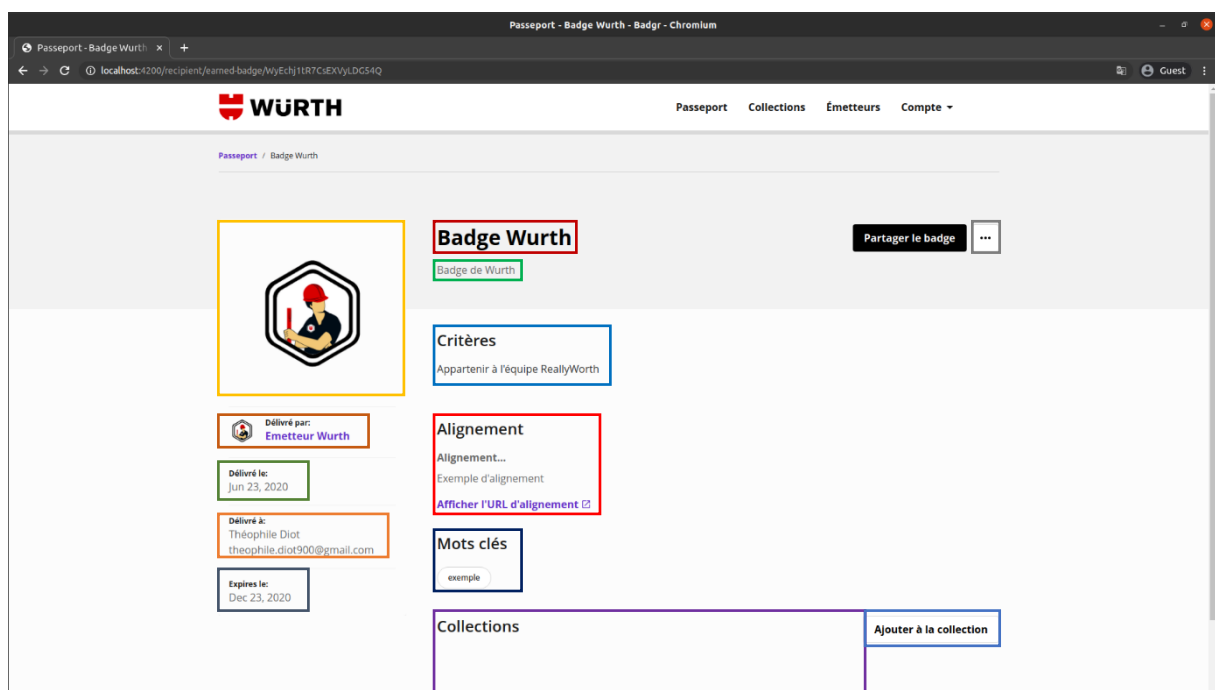 Passeport - Badge Wurth - Badgr - Chromium
Passeport - Badge Wurth
localhost:4200/recipient/earned-badge/WyEchj1tR7CsEXVyLDG54Q
Guest
WÜRTH
Passeport Collections Émetteurs Compte
Passeport / Badge Wurth
Badge Wurth
Partager le badge
Badge de Wurth
Critères
Appartenir à l'équipe ReallyWorth
Délivré par:
Emetteur Wurth
Délivré le:
Jun 23, 2020
Délivré à:
Théophile Diot
theophile.diot900@gmail.com
Expires le:
Dec 23, 2020
Alignement
Alignement...
Exemple d'alignement
Afficher l'URL d'alignement
Mots clés
exemple
Collections
Ajouter à la collection